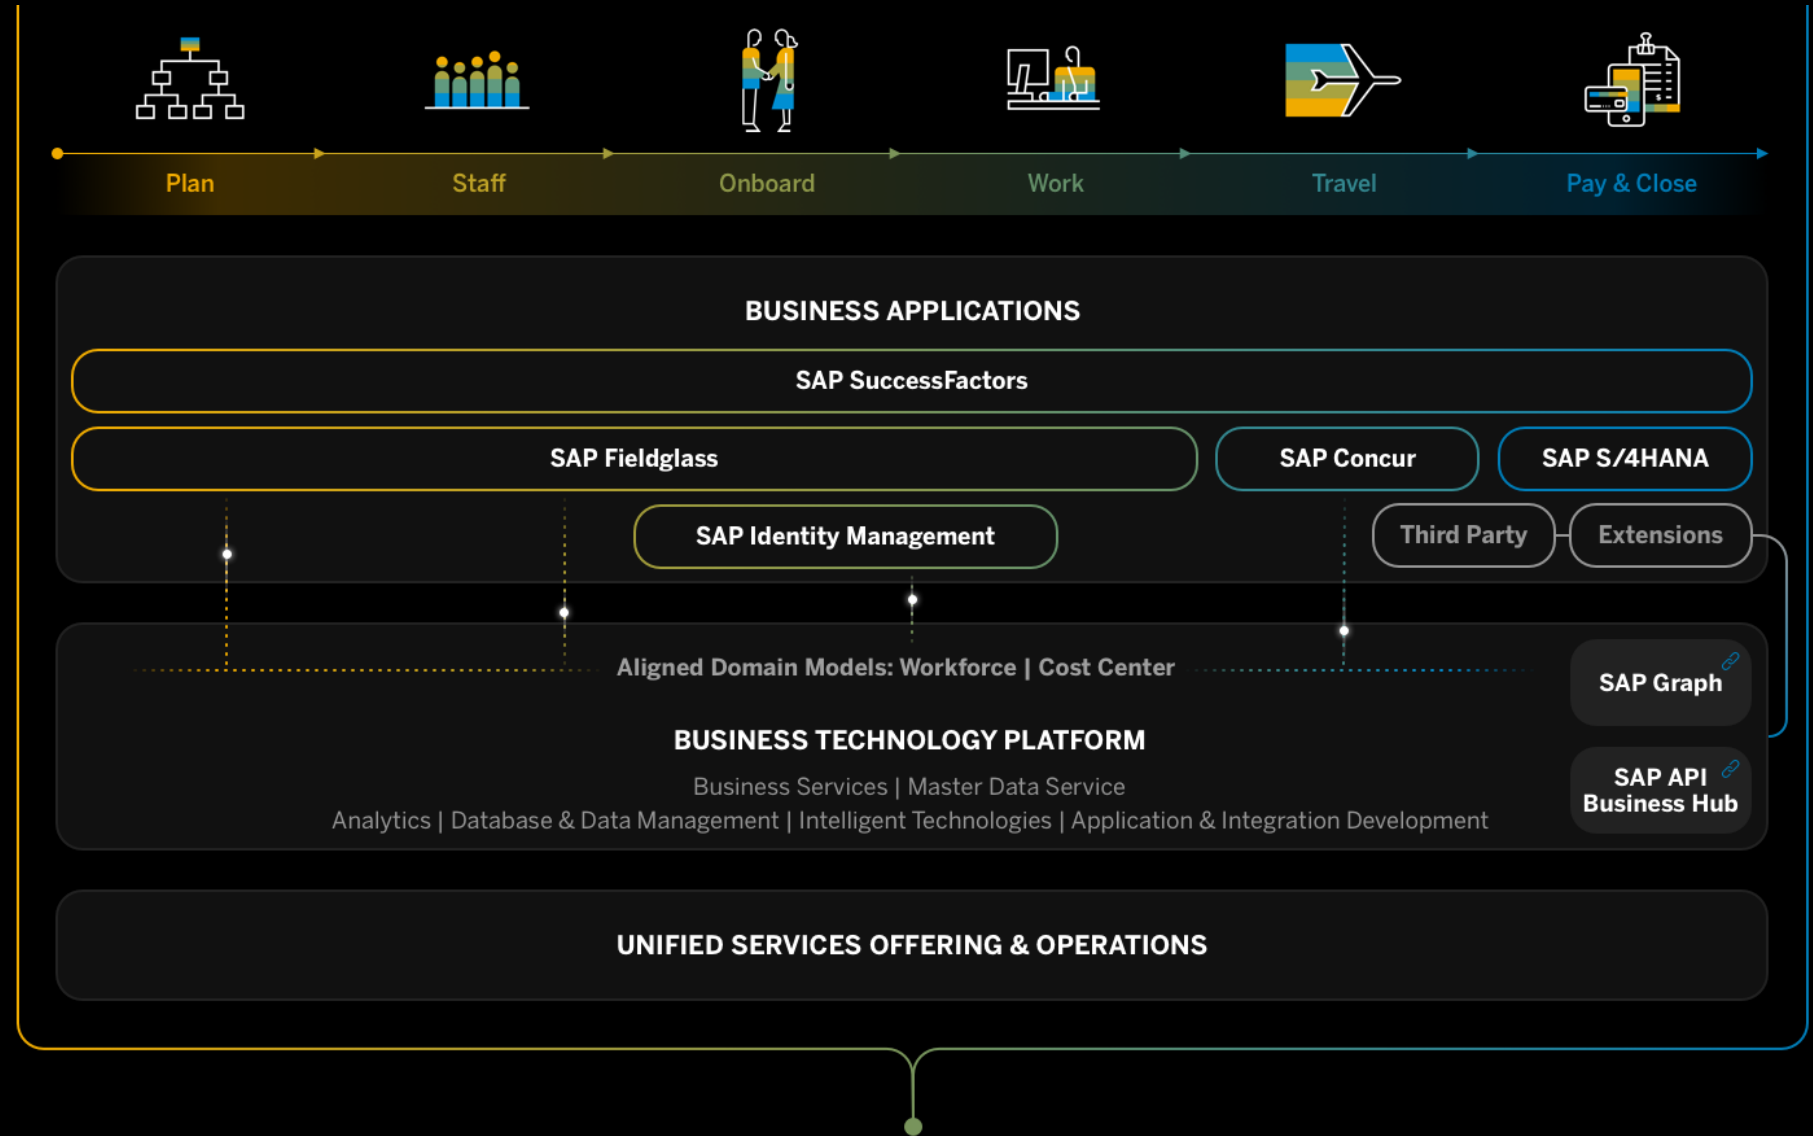 Plan
Staff
Onboard
Work
Travel
Pay & Close
BUSINESS APPLICATIONS
SAP SuccessFactors
SAP Fieldglass
SAP Concur
SAP S/4HANA
SAP Identity Management
Third Party
Extensions
Aligned Domain Models: Workforce | Cost Center
SAP Graph
BUSINESS TECHNOLOGY PLATFORM
Business Services | Master Data Service
Analytics | Database & Data Management | Intelligent Technologies | Application & Integration Development
SAP API
Business Hub
UNIFIED SERVICES OFFERING & OPERATIONS